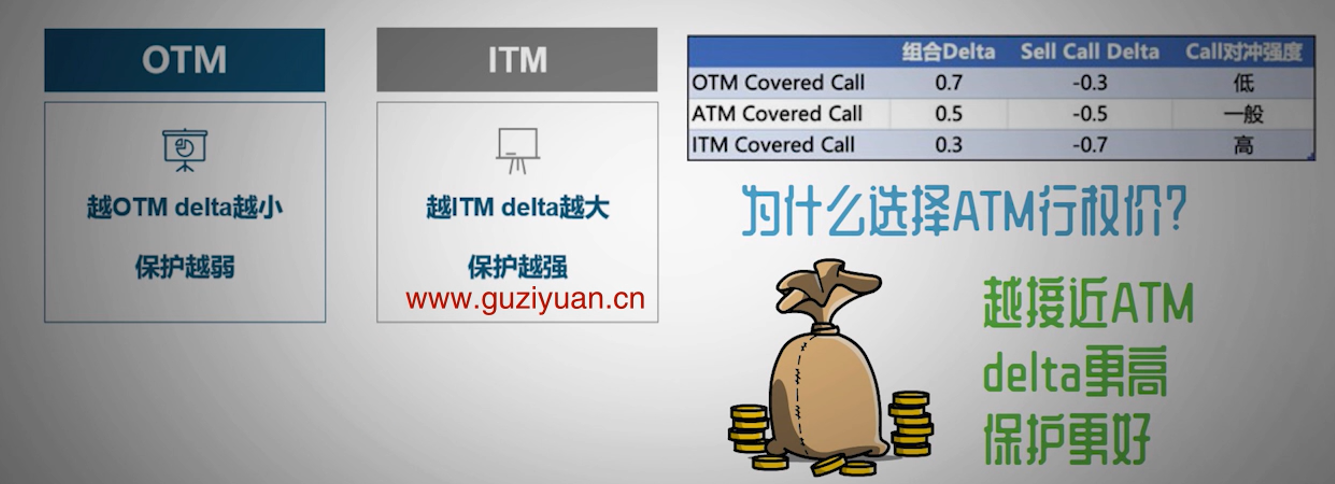 OTM
越OTM delta越小
保护越弱
ITM
越ITM delta越大
保护越强
www.guziyuan.cn
组合Delta Sell Call Delta Call对冲强度
OTM Covered Call 0.7 -0.3 低
ATM Covered Call 0.5 -0.5 一般
ITM Covered Call 0.3 -0.7 高
为什么选择ATM行权价?
越接近ATM
delta更高
保护更好